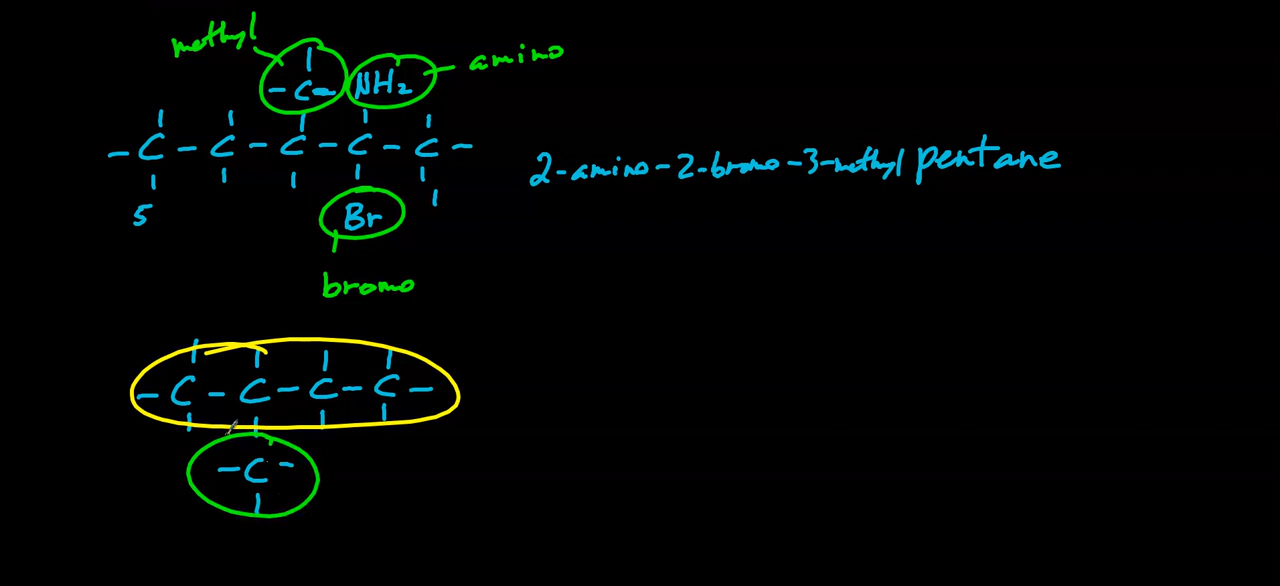 methyl
amino
- C - NH₂
- C - C - C - C - C -
2-amino-2-bromo-3-methyl pentane
5 Br 1
bromo
- C - C - C - C -
- C -